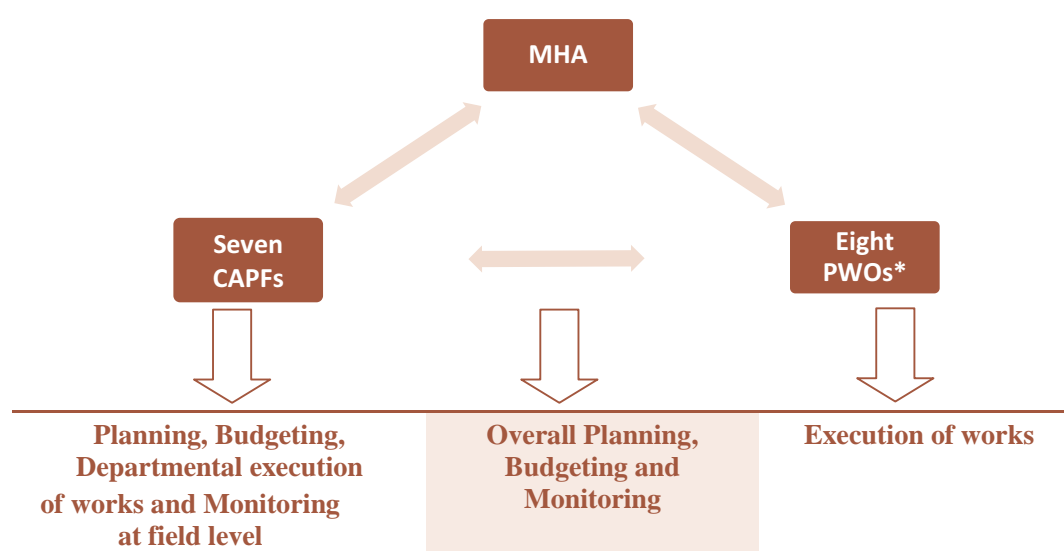 MHA
Seven
CAPFs
Eight
PWOs*
Planning, Budgeting,
Departmental execution
of works and Monitoring
at field level
Overall Planning,
Budgeting and
Monitoring
Execution of works